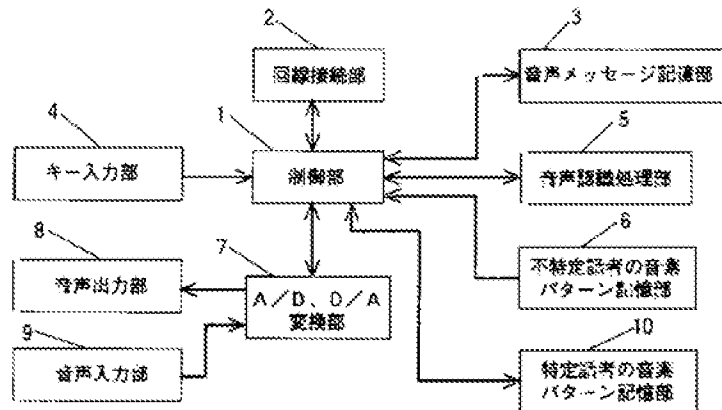 2
回線接続部
3
音声メッセージ記憶部
4
キー入力部
1
制御部
5
音声認識処理部
8
音声出力部
7
A/D、D/A
変換部
6
不特定話者の音素
パターン記憶部
9
音声入力部
10
特定話者の音素
パターン記憶部